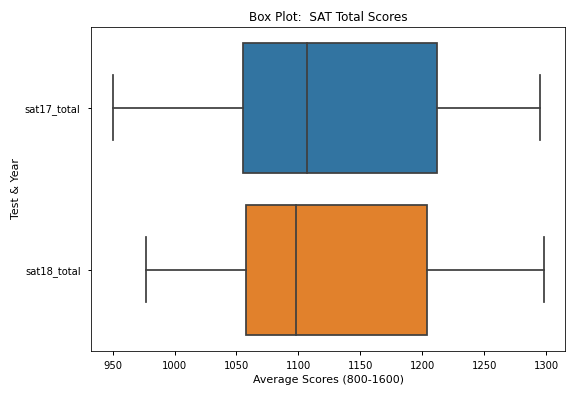 Box Plot:  SAT Total Scores
sat17_total
sat18_total
Test & Year
950 1000 1050 1100 1150 1200 1250 1300
Average Scores (800-1600)